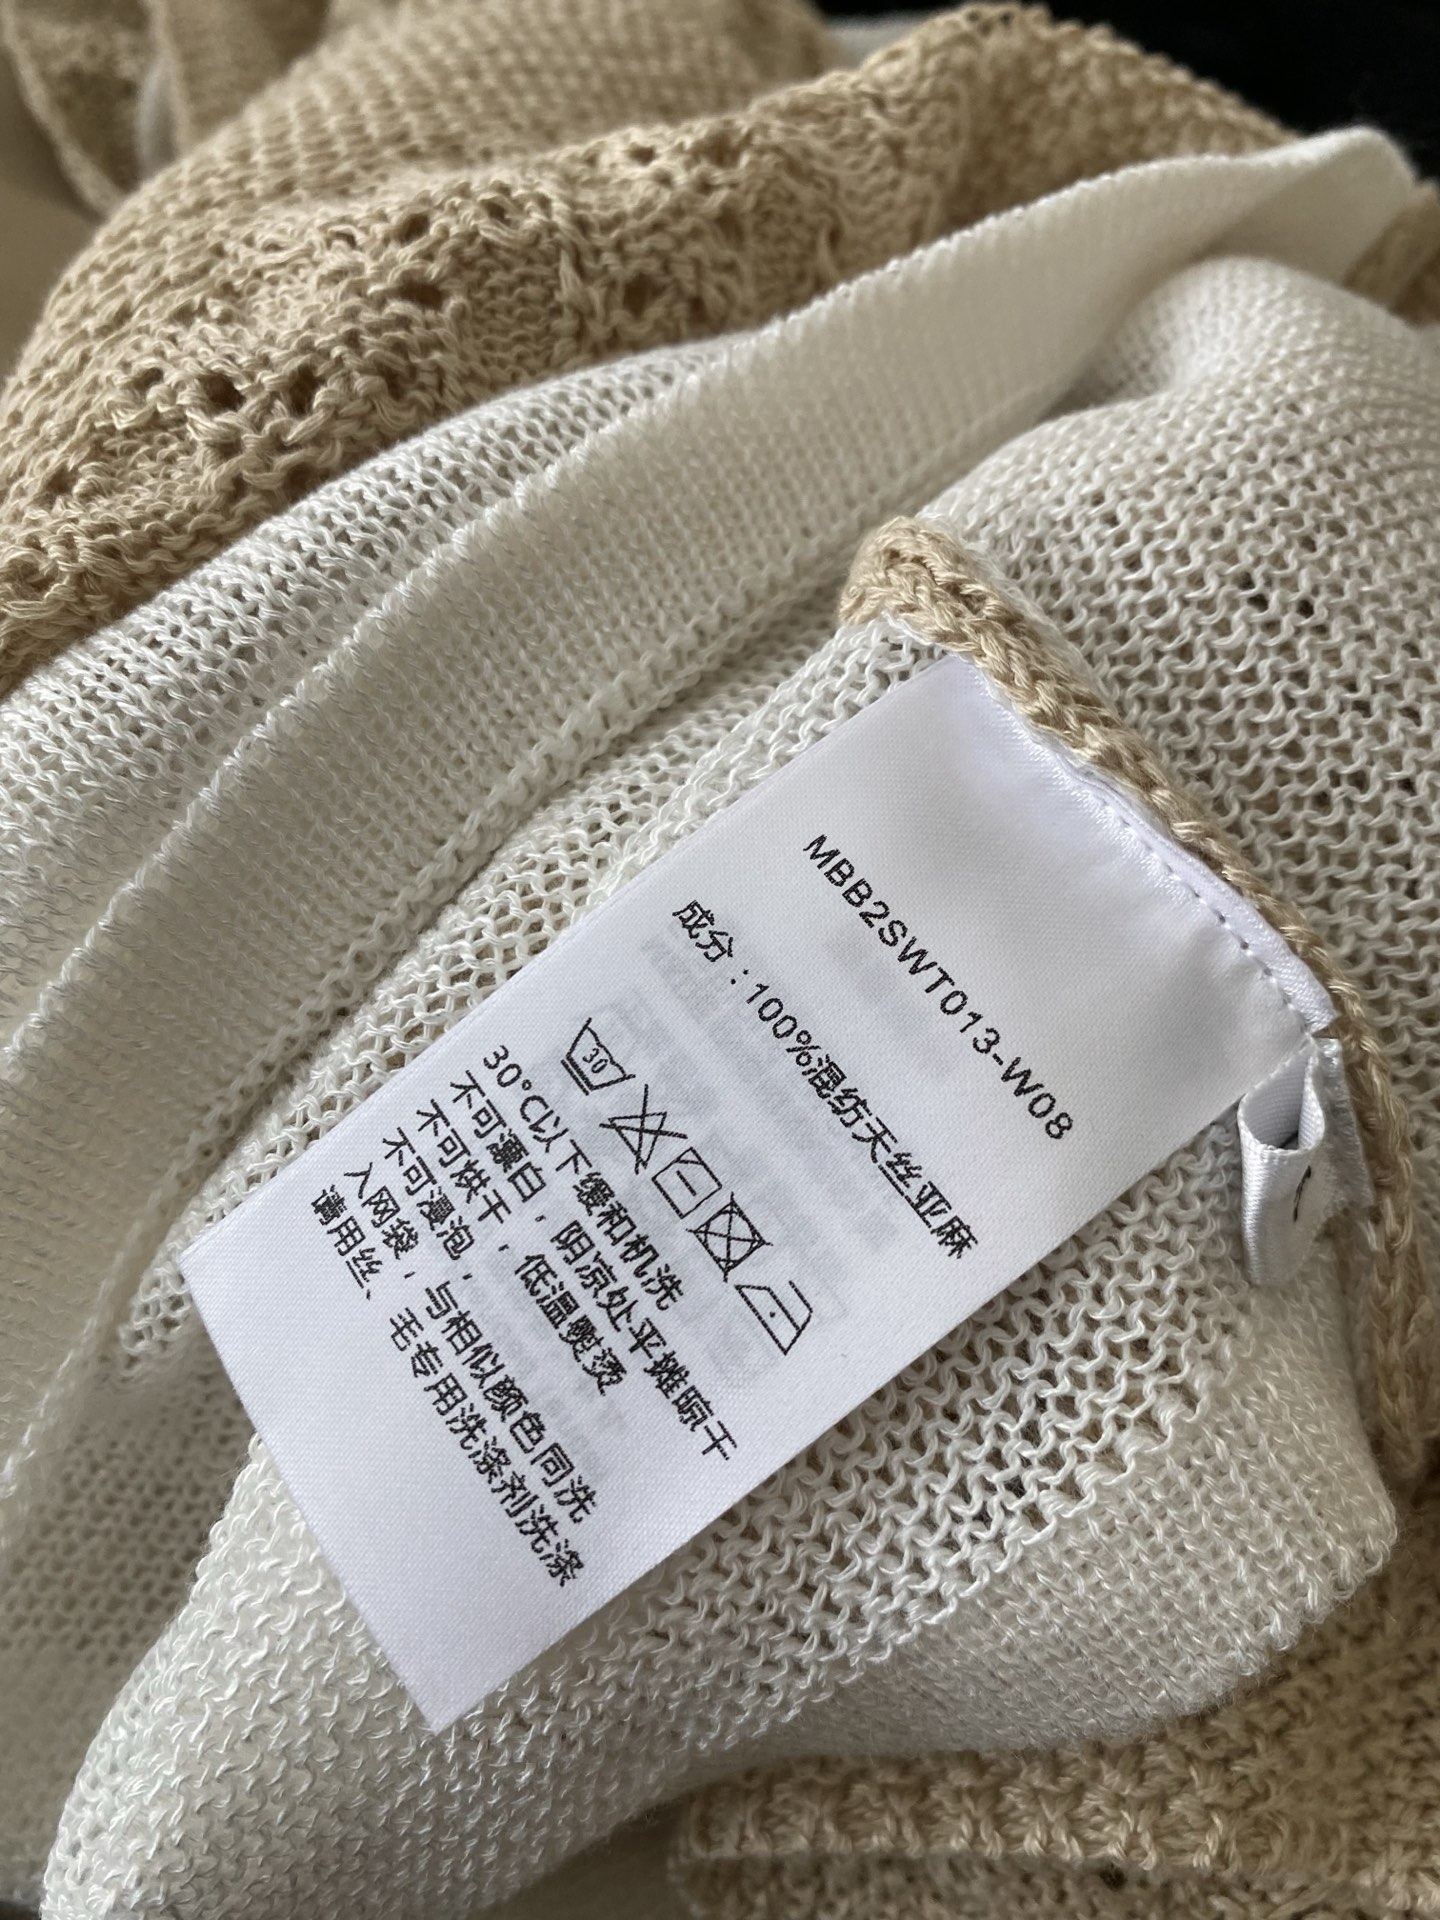 MBB2SWT013-W08
成分：100%混纺天丝亚麻
30
30°C以下缓和机洗
不可漂白，阴凉处平摊晾干
不可烘干，低温熨烫
不可浸泡，
入网袋，与相似颜色同洗
请用丝、毛专用洗涤剂洗涤